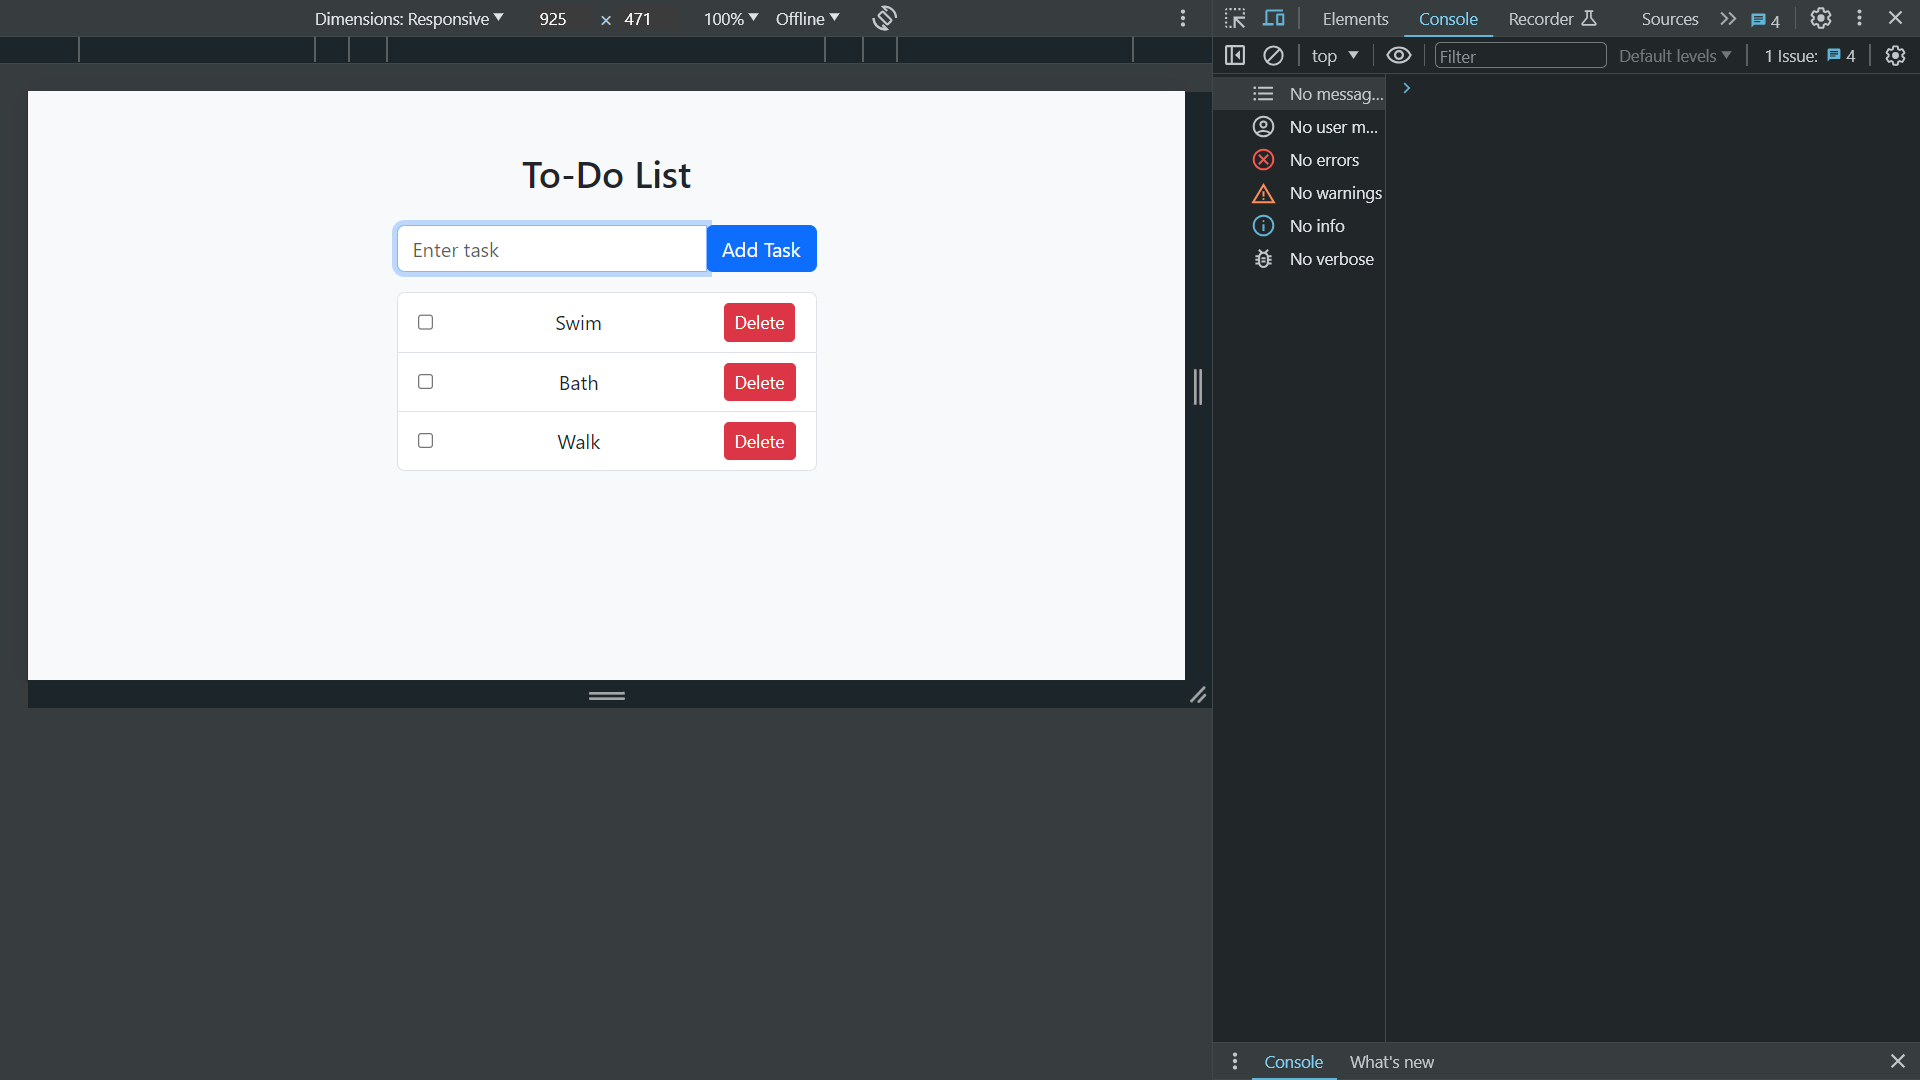 Dimensions: Responsive 925 × 471 100% Offline
Elements Console Recorder Sources 4
top Filter Default levels 1 Issue: 4
No messag...
No user m...
No errors
No warnings
No info
No verbose
To-Do List
Enter task Add Task
Swim Delete
Bath Delete
Walk Delete
Console What's new